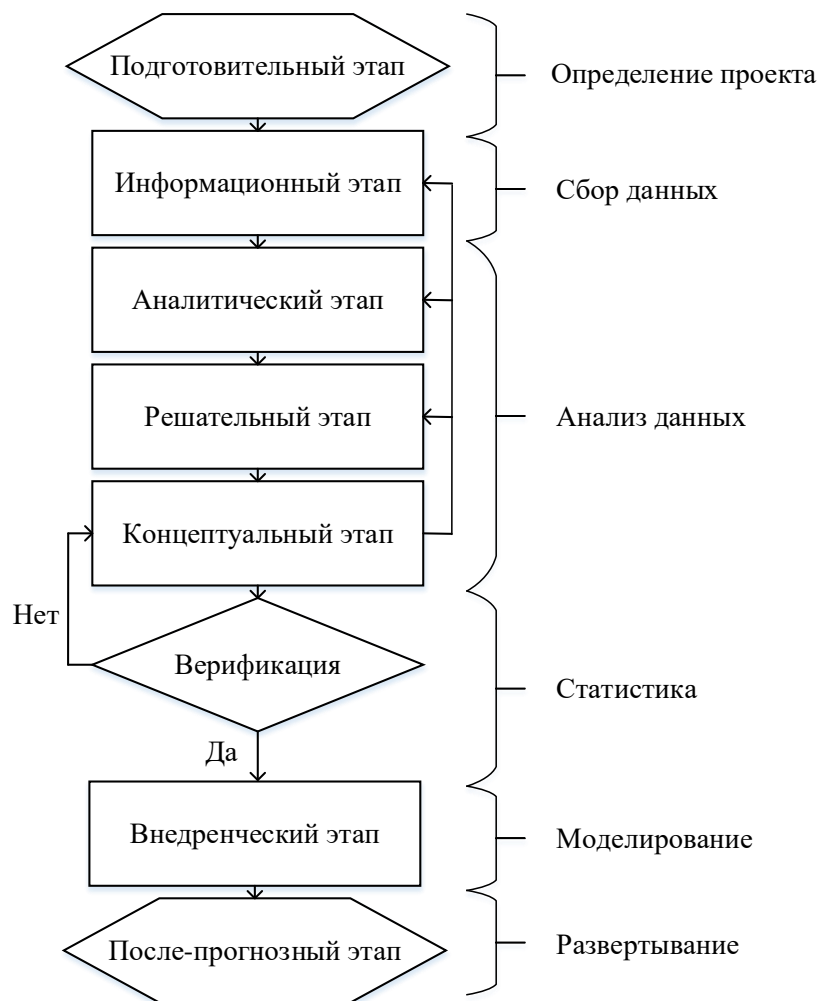 Подготовительный этап
Определение проекта
Информационный этап
Сбор данных
Аналитический этап
Решательный этап
Анализ данных
Концептуальный этап
Нет
Верификация
Статистика
Да
Внедренческий этап
Моделирование
После-прогнозный этап
Развертывание